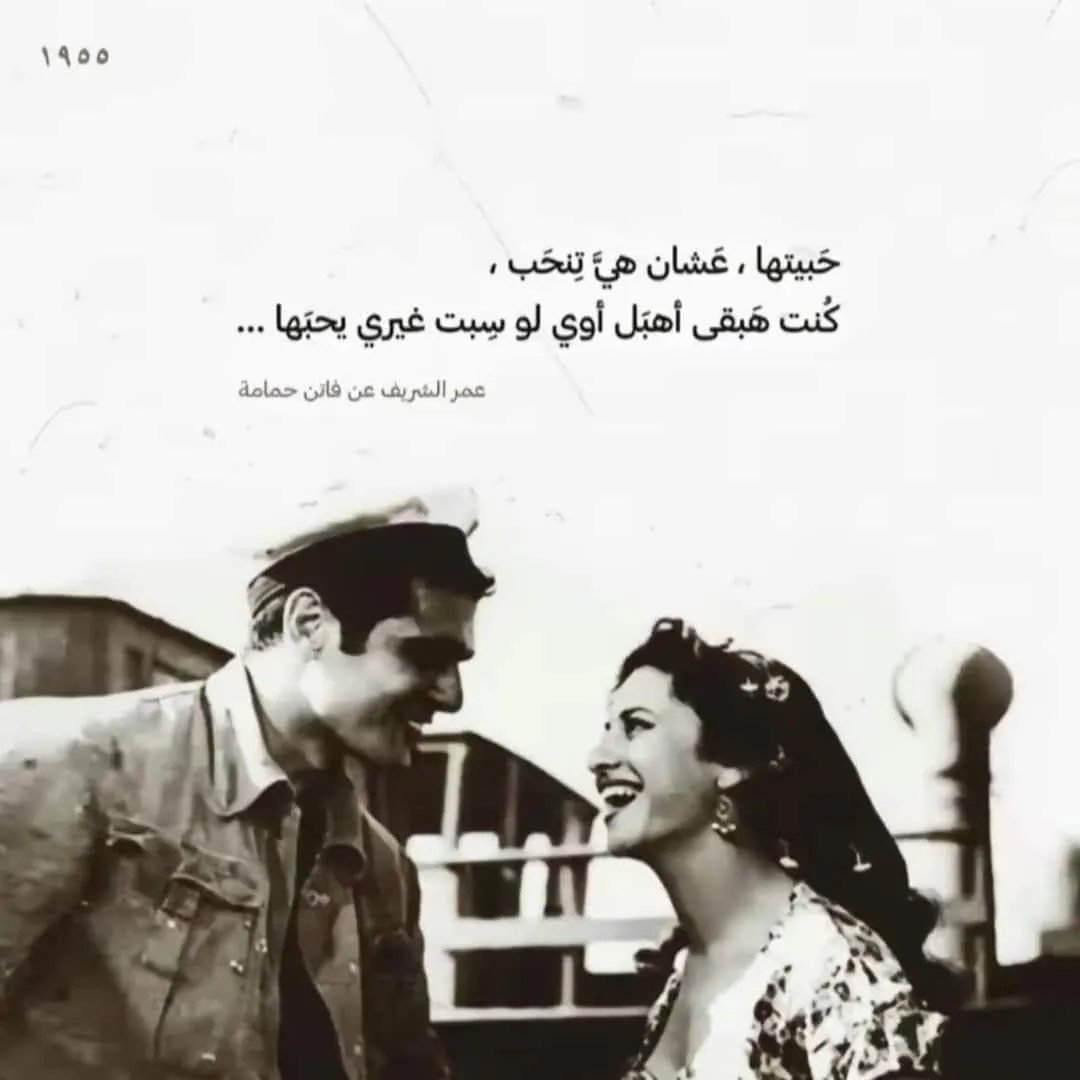 ١٩٥٥
حَبيتها ، عَشان هيَّ تِنحَب ،
كُنت هَبقى أهبَل أوي لو سِبت غيري يحبَها ...
عمر الشريف عن فاتن حمامة